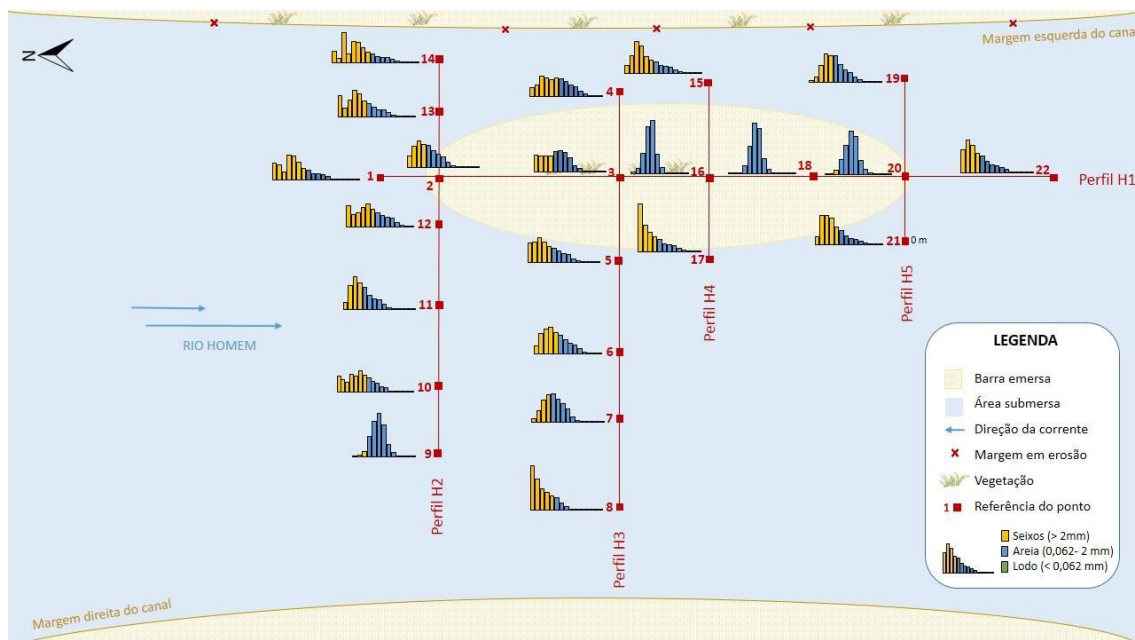 Margem esquerda do canal
N
14
13
4
15
19
1
2
3
16
18
20
22
Perfil H1
12
5
17
21
0 m
11
6
10
7
9
8
RIO HOMEM
Perfil H2
Perfil H3
Perfil H4
Perfil H5
LEGENDA
Barra emersa
Área submersa
Direção da corrente
Margem em erosão
Vegetação
1 Referência do ponto
Seixos (> 2mm)
Areia (0,062- 2 mm)
Lodo (< 0,062 mm)
Margem direita do canal